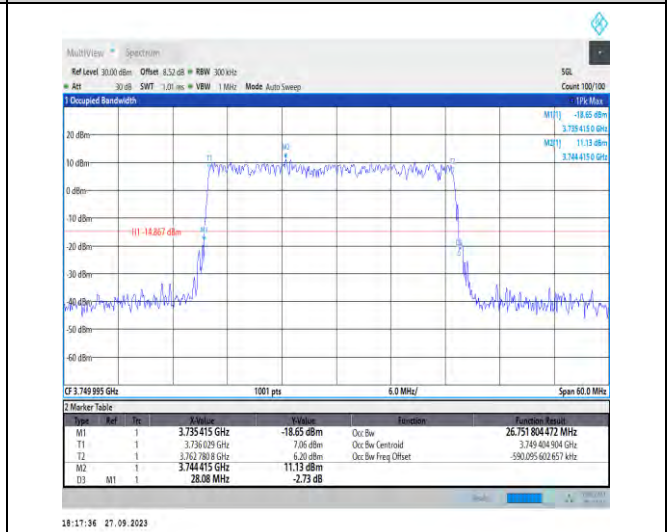 MultiView Spectrum
Ref Level 30.00 dBm Offset 8.52 dB RBW 300 kHz SGL
Att 30 dB SWT 1.01 ms VBW 1 MHz Mode Auto Sweep Count 100/100
1 Occupied Bandwidth 1Pk Max
M1[1] -18.65 dBm
3.735 415 0 GHz
M2[1] 11.13 dBm
3.744 415 0 GHz
20 dBm
10 dBm
0 dBm
-10 dBm
H1 -14.867 dBm
-20 dBm
-30 dBm
-40 dBm
-50 dBm
-60 dBm
T1
M2
T2
M1
D3
CF 3.749 995 GHz 1001 pts 6.0 MHz/ Span 60.0 MHz
2 Marker Table
Type Ref Trc X-Value Y-Value Function Function Result
M1 1 3.735 415 GHz -18.65 dBm Occ Bw 26.751 804 472 MHz
T1 1 3.736 029 GHz 7.06 dBm Occ Bw Centroid 3.749 404 904 GHz
T2 1 3.762 780 8 GHz 6.20 dBm Occ Bw Freq Offset -590.095 602 657 kHz
M2 1 3.744 415 GHz 11.13 dBm
D3 M1 1 28.08 MHz -2.73 dB
18:17:36 27.09.2023